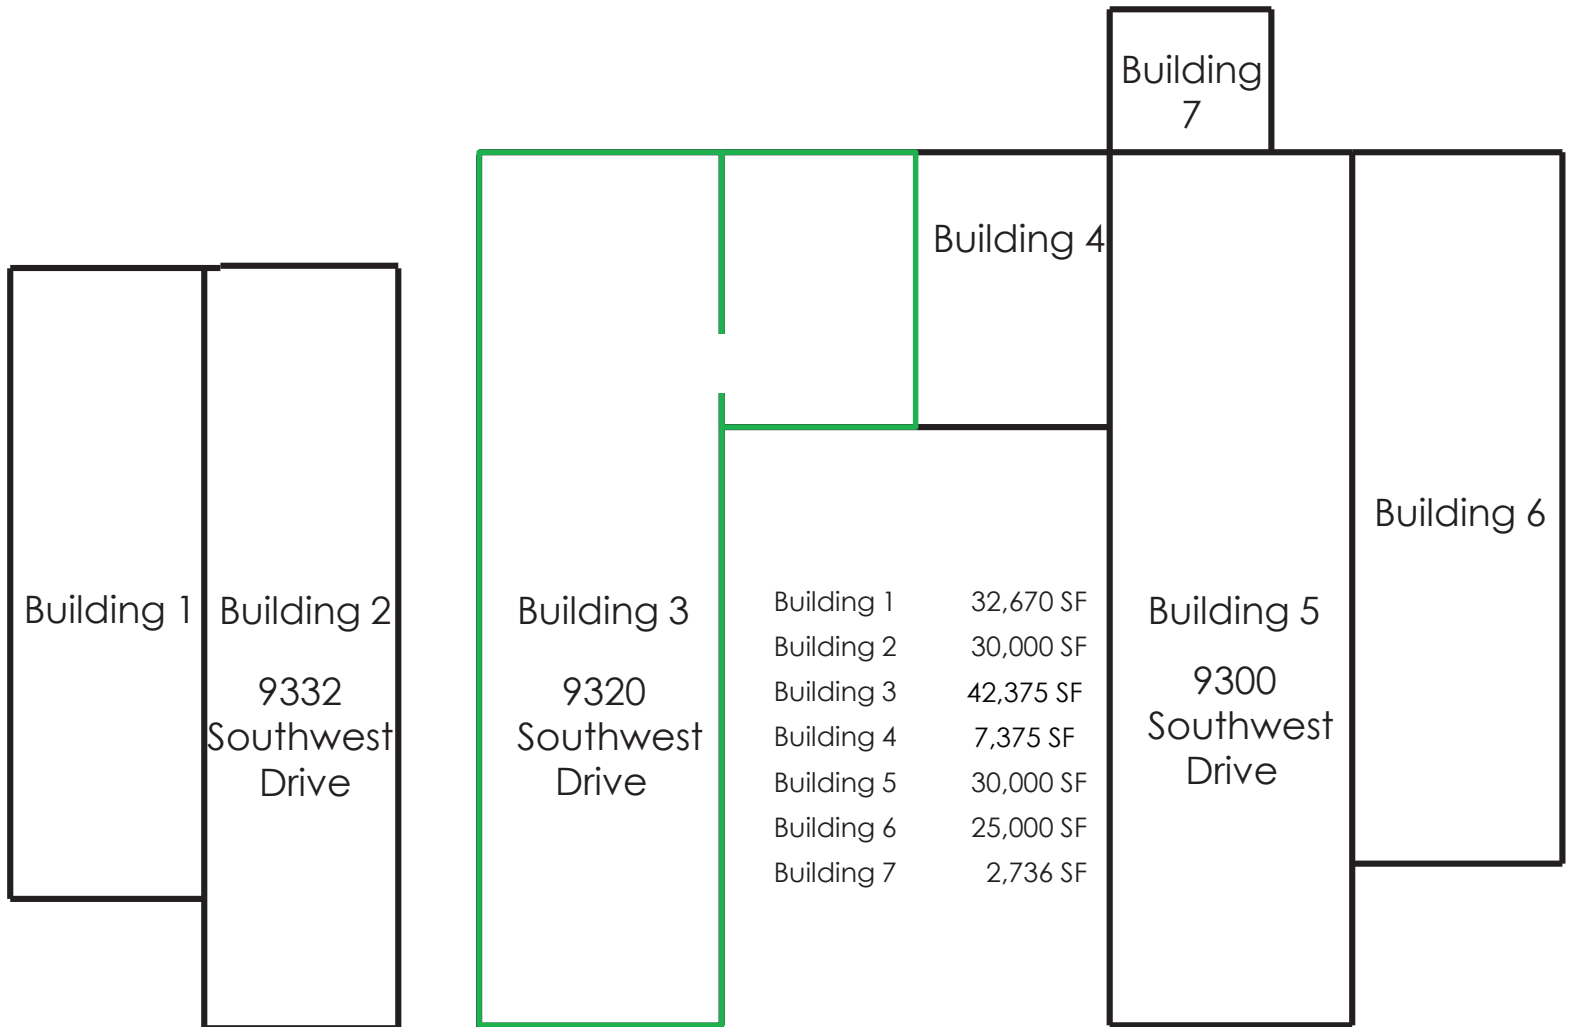 Building
7
Building 4
Building 6
Building 1
Building 2
9332
Southwest
Drive
Building 3
9320
Southwest
Drive
Building 1 32,670 SF
Building 2 30,000 SF
Building 3 42,375 SF
Building 4 7,375 SF
Building 5 30,000 SF
Building 6 25,000 SF
Building 7 2,736 SF
Building 5
9300
Southwest
Drive